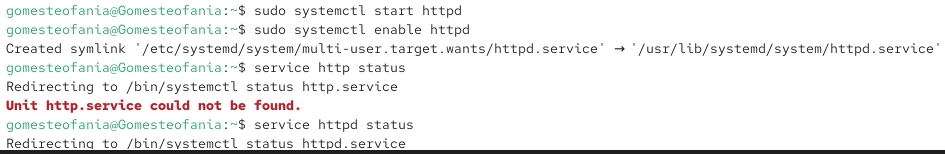 gomesteofania@Gomesteofania:~$ sudo systemctl start httpd
gomesteofania@Gomesteofania:~$ sudo systemctl enable httpd
Created symlink '/etc/systemd/system/multi-user.target.wants/httpd.service' → '/usr/lib/systemd/system/httpd.service'
gomesteofania@Gomesteofania:~$ service http status
Redirecting to /bin/systemctl status http.service
Unit http.service could not be found.
gomesteofania@Gomesteofania:~$ service httpd status
Redirecting to /bin/systemctl status httpd.service